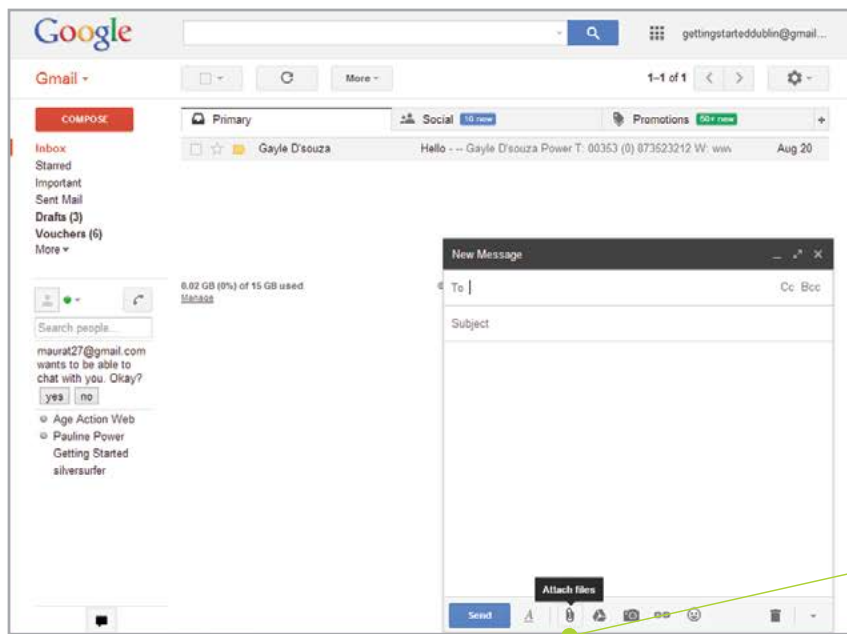 Google
gettingstarteddublin@gmail...
Gmail
More
1–1 of 1
COMPOSE
Primary
Social 10 new
Promotions 50+ new
+
Inbox
Starred
Important
Sent Mail
Drafts (3)
Vouchers (6)
More
Gayle D'souza Hello - -- Gayle D'souza Power T: 00353 (0) 873623212 W: www Aug 20
0.02 GB (0%) of 15 GB used
Manage
Search people...
maurat27@gmail.com
wants to be able to
chat with you. Okay?
yes no
Age Action Web
Pauline Power
Getting Started
silversurfer
New Message
To Cc Bcc
Subject
Attach files
Send A